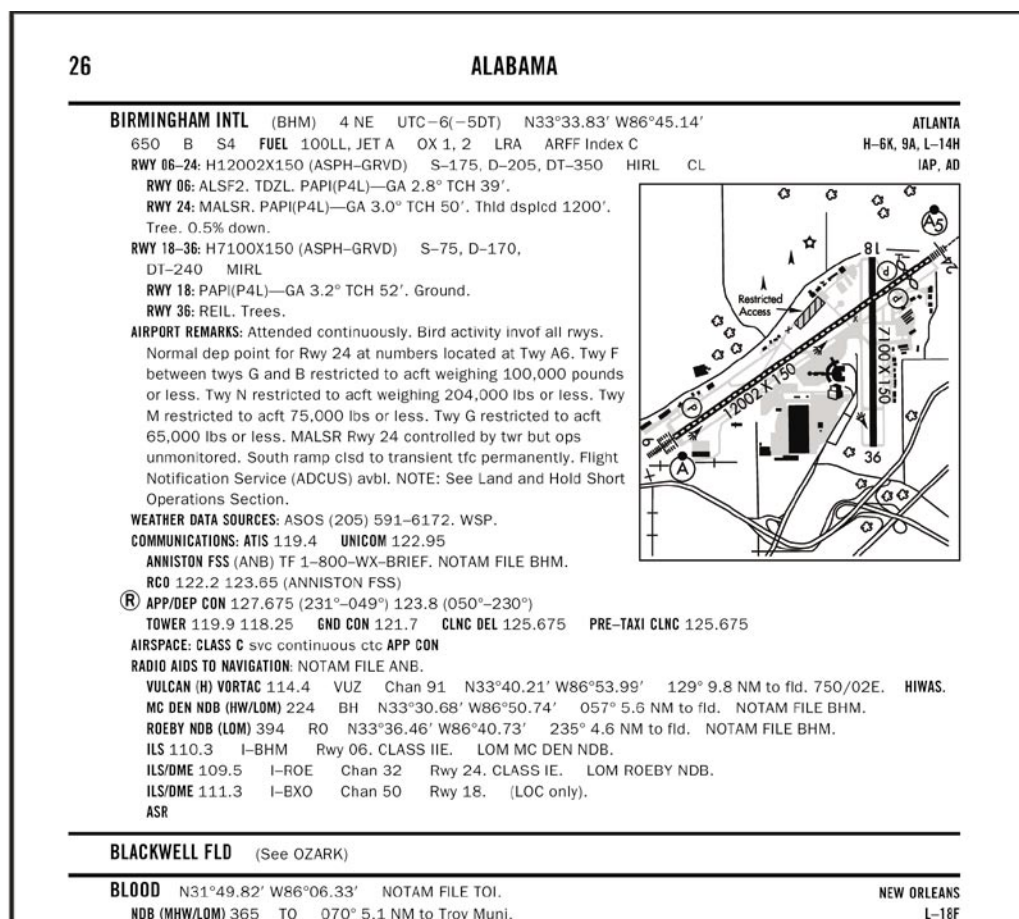 26
ALABAMA
BIRMINGHAM INTL (BHM) 4 NE UTC–6(–5DT) N33°33.83′ W86°45.14′ ATLANTA
650 B S4 FUEL 100LL, JET A OX 1, 2 LRA ARFF Index C H–6K, 9A, L–14H
RWY 06–24: H12002X150 (ASPH–GRVD) S–175, D–205, DT–350 HIRL CL IAP, AD
RWY 06: ALSF2. TDZL. PAPI(P4L)—GA 2.8° TCH 39′.
RWY 24: MALSR. PAPI(P4L)—GA 3.0° TCH 50′. Thld dsplcd 1200′.
Tree. 0.5% down.
RWY 18–36: H7100X150 (ASPH–GRVD) S–75, D–170,
DT–240 MIRL
RWY 18: PAPI(P4L)—GA 3.2° TCH 52′. Ground.
RWY 36: REIL. Trees.
AIRPORT REMARKS: Attended continuously. Bird activity invof all rwys.
Normal dep point for Rwy 24 at numbers located at Twy A6. Twy F
between twys G and B restricted to acft weighing 100,000 pounds
or less. Twy N restricted to acft weighing 204,000 lbs or less. Twy
M restricted to acft 75,000 lbs or less. Twy G restricted to acft
65,000 lbs or less. MALSR Rwy 24 controlled by twr but ops
unmonitored. South ramp clsd to transient tfc permanently. Flight
Notification Service (ADCUS) avbl. NOTE: See Land and Hold Short
Operations Section.
WEATHER DATA SOURCES: ASOS (205) 591–6172. WSP.
COMMUNICATIONS: ATIS 119.4 UNICOM 122.95
ANNISTON FSS (ANB) TF 1–800–WX–BRIEF. NOTAM FILE BHM.
RCO 122.2 123.65 (ANNISTON FSS)
Ⓡ APP/DEP CON 127.675 (231°–049°) 123.8 (050°–230°)
TOWER 119.9 118.25 GND CON 121.7 CLNC DEL 125.675 PRE–TAXI CLNC 125.675
AIRSPACE: CLASS C svc continuous ctc APP CON
RADIO AIDS TO NAVIGATION: NOTAM FILE ANB.
VULCAN (H) VORTAC 114.4 VUZ Chan 91 N33°40.21′ W86°53.99′ 129° 9.8 NM to fld. 750/02E. HIWAS.
MC DEN NDB (HW/LOM) 224 BH N33°30.68′ W86°50.74′ 057° 5.6 NM to fld. NOTAM FILE BHM.
ROEBY NDB (LOM) 394 RO N33°36.46′ W86°40.73′ 235° 4.6 NM to fld. NOTAM FILE BHM.
ILS 110.3 I–BHM Rwy 06. CLASS IIE. LOM MC DEN NDB.
ILS/DME 109.5 I–ROE Chan 32 Rwy 24. CLASS IE. LOM ROEBY NDB.
ILS/DME 111.3 I–BXO Chan 50 Rwy 18. (LOC only).
ASR
A5
18
24
P
P
Restricted
Access
7100 X 150
12002 X 150
P
6
A
36
BLACKWELL FLD (See OZARK)
BLOOD N31°49.82′ W86°06.33′ NOTAM FILE TOI. NEW ORLEANS
NDB (MHW/LOM) 365 TO 070° 5.1 NM to Troy Muni. L–18F